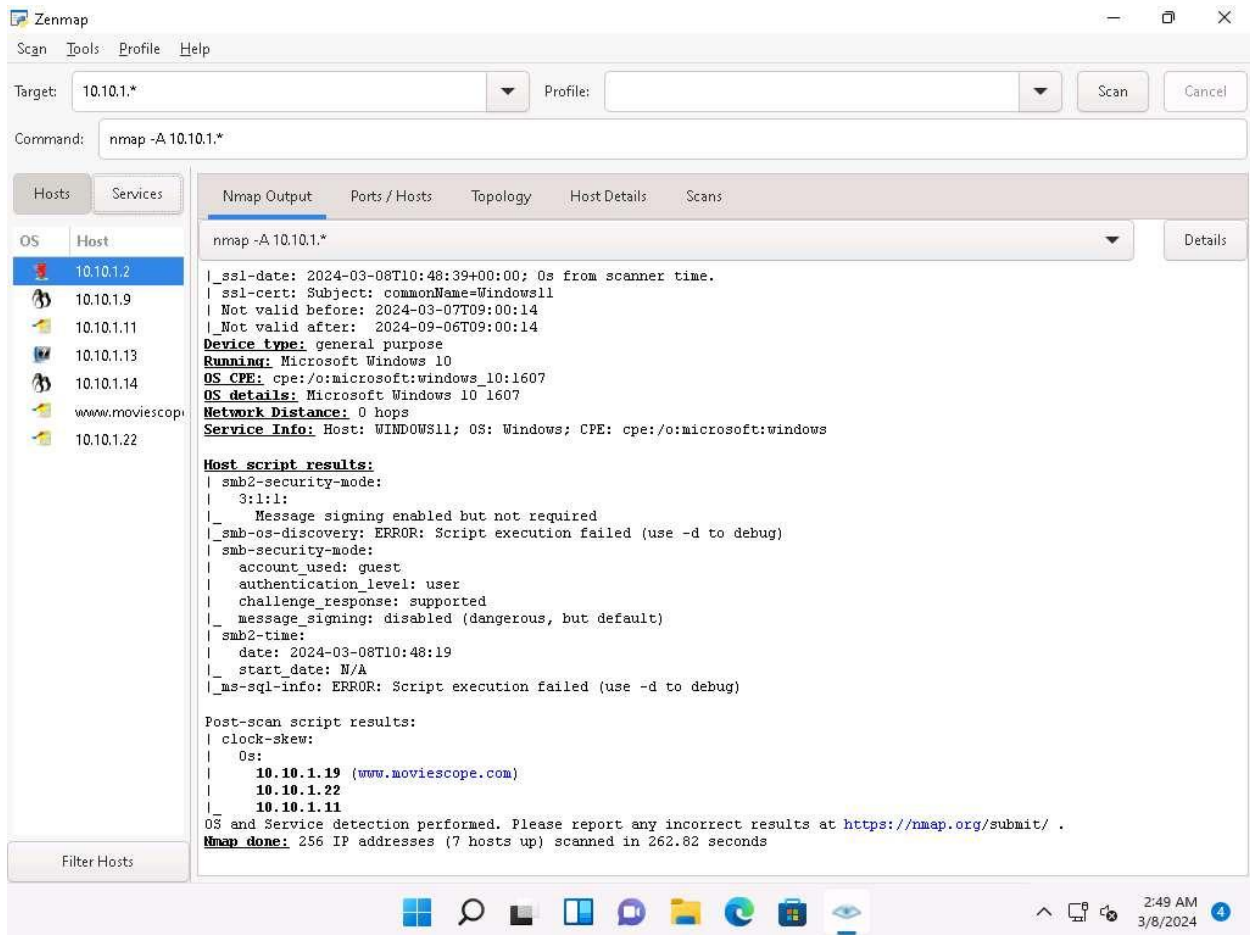 Zenmap
Scan Tools Profile Help
Target: 10.10.1.* Profile: Scan Cancel
Command: nmap -A 10.10.1.*
Hosts Services
Nmap Output Ports / Hosts Topology Host Details Scans
OS Host
nmap -A 10.10.1.* Details
10.10.1.2
10.10.1.9
10.10.1.11
10.10.1.13
10.10.1.14
www.moviescop
10.10.1.22
|_ssl-date: 2024-03-08T10:48:39+00:00; 0s from scanner time.
| ssl-cert: Subject: commonName=Windows11
| Not valid before: 2024-03-07T09:00:14
|_Not valid after:  2024-09-06T09:00:14
Device type: general purpose
Running: Microsoft Windows 10
OS CPE: cpe:/o:microsoft:windows_10:1607
OS details: Microsoft Windows 10 1607
Network Distance: 0 hops
Service Info: Host: WINDOWS11; OS: Windows; CPE: cpe:/o:microsoft:windows
Host script results:
| smb2-security-mode:
|   3:1:1:
|_    Message signing enabled but not required
|_smb-os-discovery: ERROR: Script execution failed (use -d to debug)
| smb-security-mode:
|   account_used: guest
|   authentication_level: user
|   challenge_response: supported
|_  message_signing: disabled (dangerous, but default)
| smb2-time:
|   date: 2024-03-08T10:48:19
|_  start_date: N/A
|_ms-sql-info: ERROR: Script execution failed (use -d to debug)
Post-scan script results:
| clock-skew:
|   0s:
|     10.10.1.19 (www.moviescope.com)
|     10.10.1.22
|_    10.10.1.11
OS and Service detection performed. Please report any incorrect results at https://nmap.org/submit/ .
Nmap done: 256 IP addresses (7 hosts up) scanned in 262.82 seconds
Filter Hosts
2:49 AM
3/8/2024
4